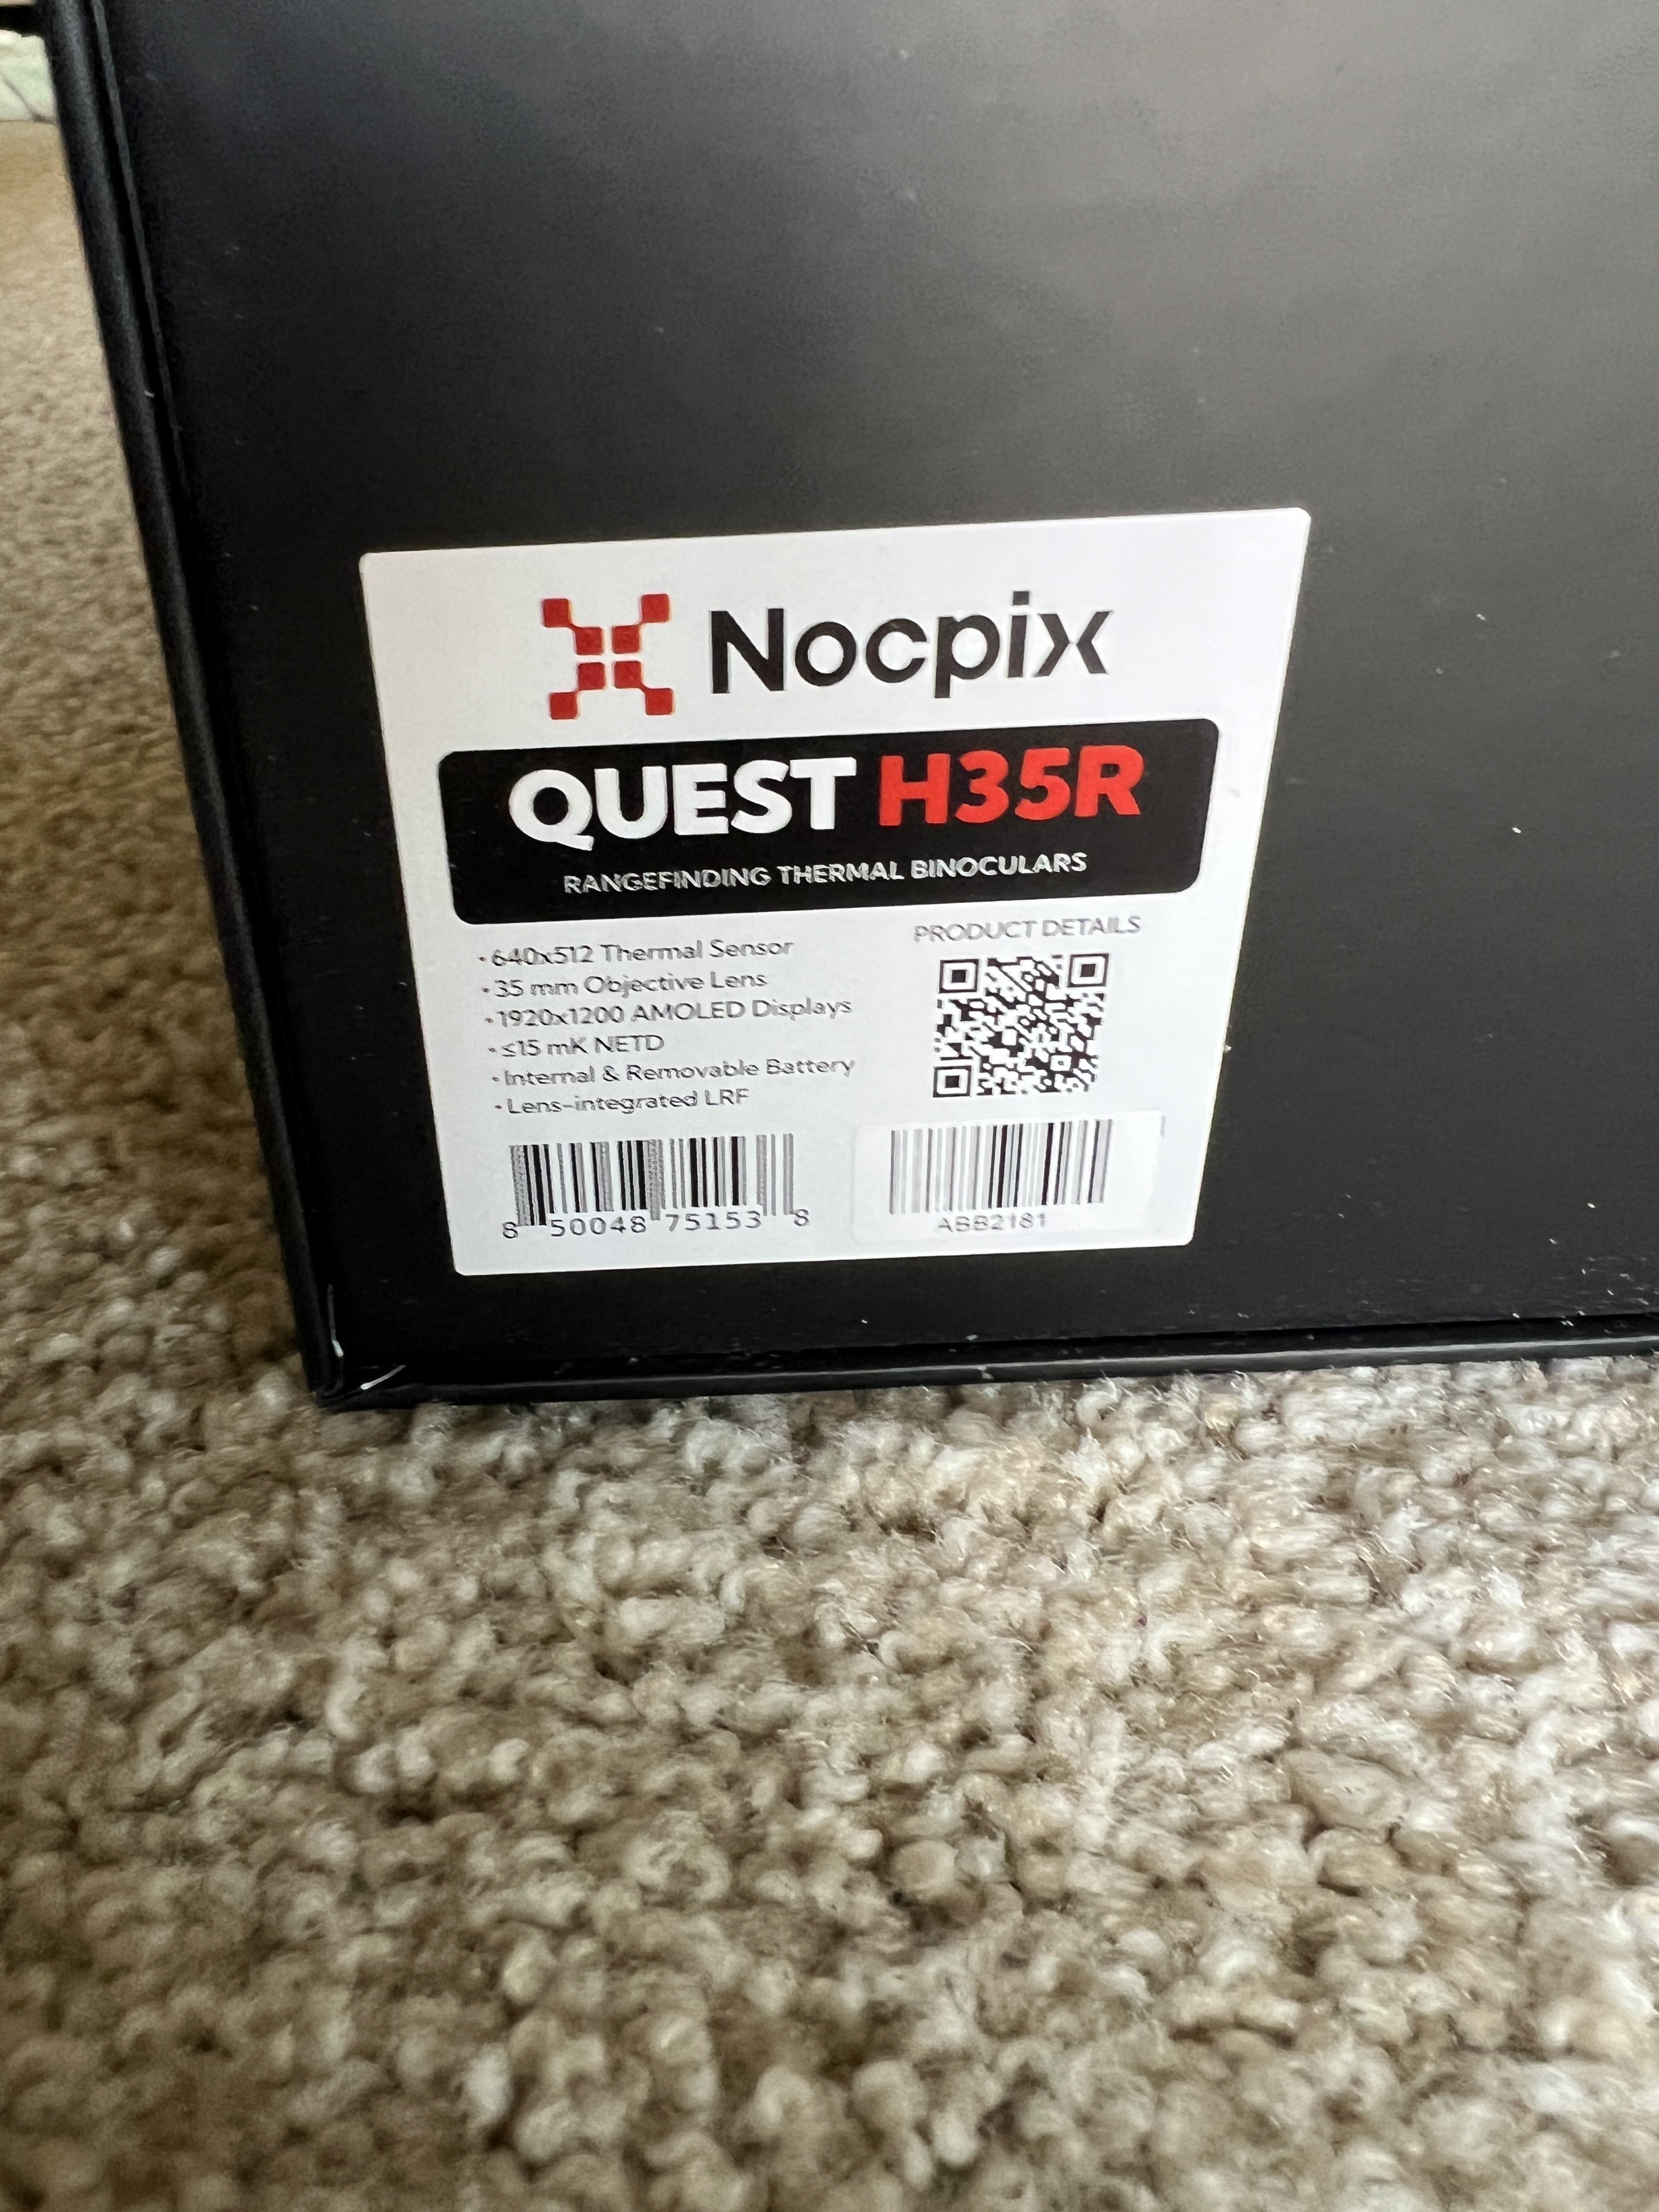 Nocpix
QUEST H35R
RANGEFINDING THERMAL BINOCULARS
• 640x512 Thermal Sensor
• 35 mm Objective Lens
• 1920x1200 AMOLED Displays
• ≤15 mK NETD
• Internal & Removable Battery
• Lens-integrated LRF
PRODUCT DETAILS
8 50048 75153 8
ABB2181